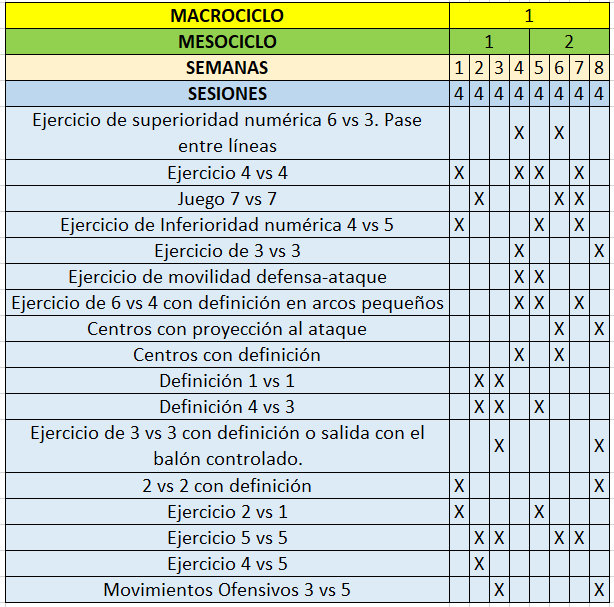 MACROCICLO 1
MESOCICLO 1 2
SEMANAS 1 2 3 4 5 6 7 8
SESIONES 4 4 4 4 4 4 4 4
Ejercicio de superioridad numérica 6 vs 3. Pase
entre líneas X X
Ejercicio 4 vs 4 X X X X
Juego 7 vs 7 X X X
Ejercicio de Inferioridad numérica 4 vs 5 X X X
Ejercicio de 3 vs 3 X X
Ejercicio de movilidad defensa-ataque X X
Ejercicio de 6 vs 4 con definición en arcos pequeños X X X
Centros con proyección al ataque X X
Centros con definición X X
Definición 1 vs 1 X X
Definición 4 vs 3 X X X
Ejercicio de 3 vs 3 con definición o salida con el
balón controlado. X X
2 vs 2 con definición X X
Ejercicio 2 vs 1 X X
Ejercicio 5 vs 5 X X X X
Ejercicio 4 vs 5 X
Movimientos Ofensivos 3 vs 5 X X